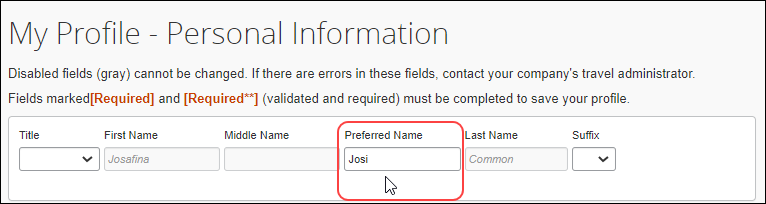 My Profile - Personal Information
Disabled fields (gray) cannot be changed. If there are errors in these fields, contact your company's travel administrator.
Fields marked[Required] and [Required**] (validated and required) must be completed to save your profile.
Title First Name Middle Name Preferred Name Last Name Suffix
Josafina Josi Common